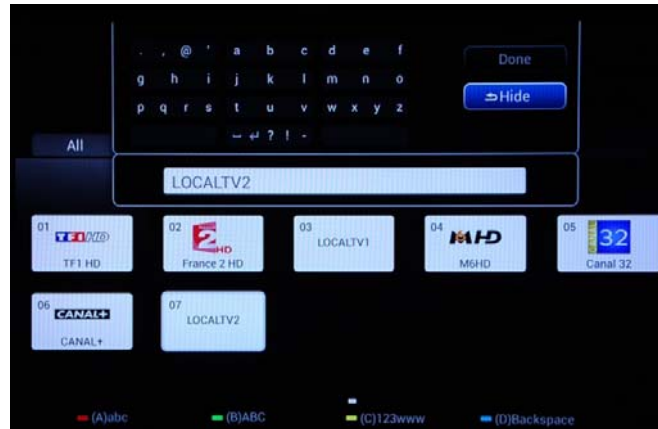 . , @ ' a b c d e f
Done
g h i j k l m n o
Hide
p q r s t u v w x y z
↵ ? ! -
All
LOCALTV2
01 TF1 HD
TF1 HD
02 2 HD
France 2 HD
03
LOCALTV1
04 M HD
M6HD
05 32
Canal 32
06 CANAL+
CANAL+
07
LOCALTV2
(A)abc (B)ABC (C)123www (D)Backspace